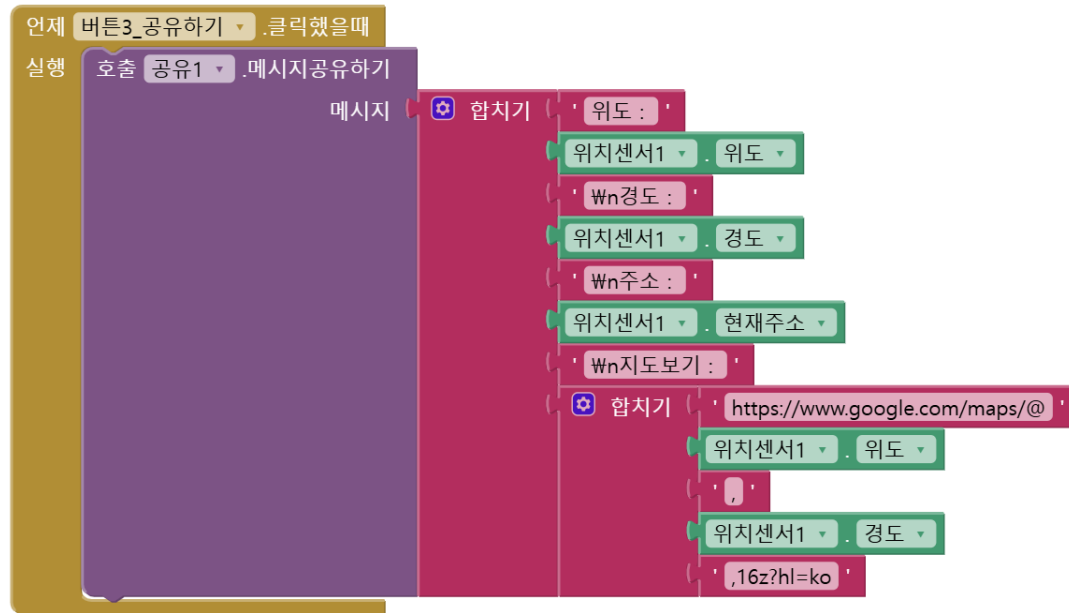 언제 버튼3_공유하기 .클릭했을때
실행 호출 공유1 .메시지공유하기
메시지 합치기 ' 위도 : '
위치센서1 . 위도
' ₩n경도 : '
위치센서1 . 경도
' ₩n주소 : '
위치센서1 . 현재주소
' ₩n지도보기 : '
합치기 ' https://www.google.com/maps/@ '
위치센서1 . 위도
' , '
위치센서1 . 경도
' ,16z?hl=ko '